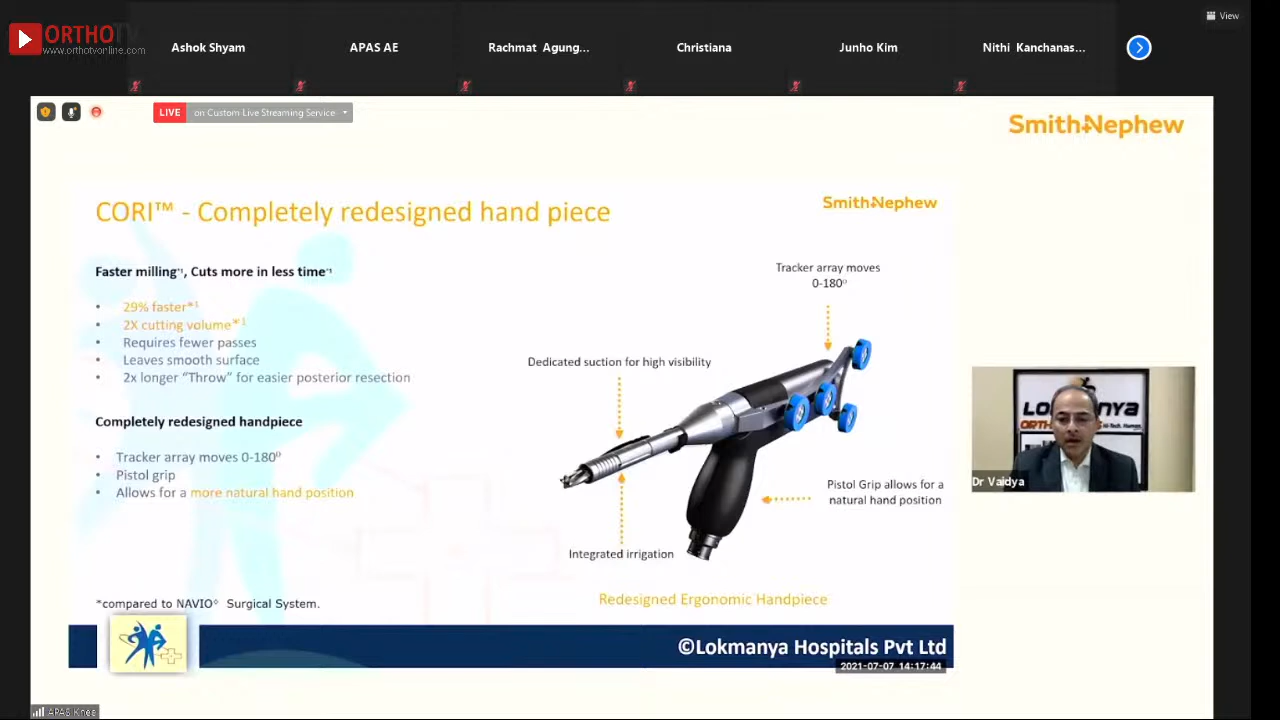 ORTHOTV
www.orthotvonline.com
View
Ashok Shyam
APAS AE
Rachmat Agung...
Christiana
Junho Kim
Nithi Kanchanas...
LIVE on Custom Live Streaming Service
Smith+Nephew
CORI™ - Completely redesigned hand piece
Smith+Nephew
Faster milling*¹, Cuts more in less time*¹
• 29% faster*¹
• 2X cutting volume*¹
• Requires fewer passes
• Leaves smooth surface
• 2x longer “Throw” for easier posterior resection
Completely redesigned handpiece
• Tracker array moves 0-180⁰
• Pistol grip
• Allows for a more natural hand position
Tracker array moves
0-180⁰
Dedicated suction for high visibility
Pistol Grip allows for a
natural hand position
Integrated irrigation
Redesigned Ergonomic Handpiece
*compared to NAVIO◊ Surgical System.
©Lokmanya Hospitals Pvt Ltd
2021-07-07 14:17:44
LOKMANYA
Dr Vaidya
APAS Knee